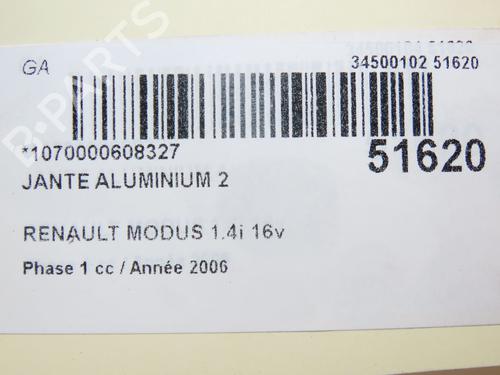 GA
34500102 51620
*1070000608327
51620
JANTE ALUMINIUM 2
RENAULT MODUS 1.4i 16v
Phase 1 cc / Année 2006
B-PARTS